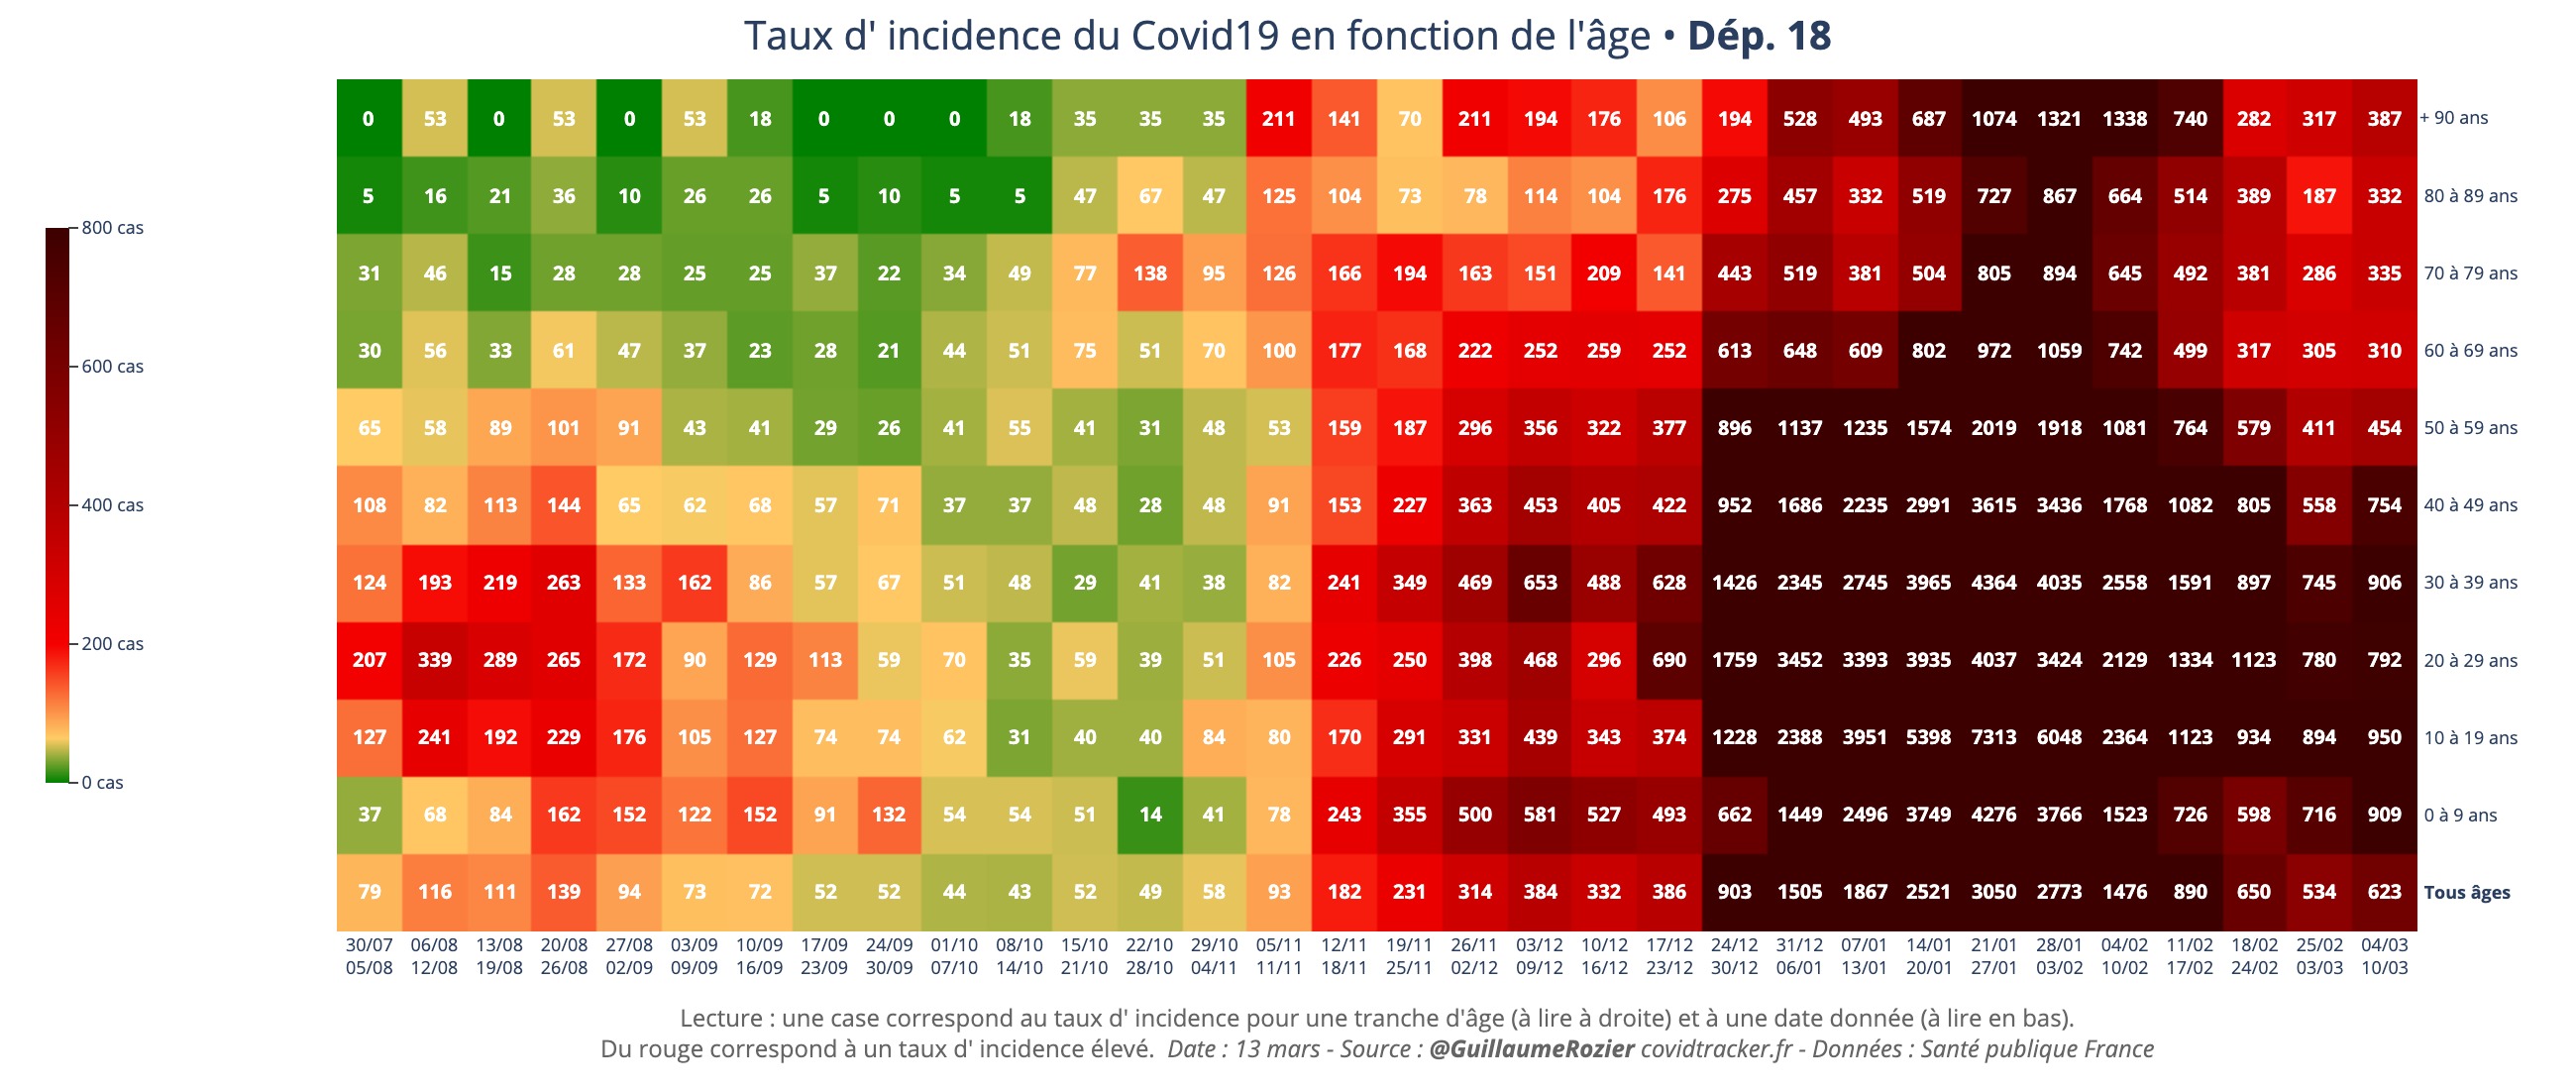 Taux d' incidence du Covid19 en fonction de l'âge • Dép. 18
800 cas
600 cas
400 cas
200 cas
0 cas
0 53 0 53 0 53 18 0 0 0 18 35 35 35 211 141 70 211 194 176 106 194 528 493 687 1074 1321 1338 740 282 317 387 + 90 ans
5 16 21 36 10 26 26 5 10 5 5 47 67 47 125 104 73 78 114 104 176 275 457 332 519 727 867 664 514 389 187 332 80 à 89 ans
31 46 15 28 28 25 25 37 22 34 49 77 138 95 126 166 194 163 151 209 141 443 519 381 504 805 894 645 492 381 286 335 70 à 79 ans
30 56 33 61 47 37 23 28 21 44 51 75 51 70 100 177 168 222 252 259 252 613 648 609 802 972 1059 742 499 317 305 310 60 à 69 ans
65 58 89 101 91 43 41 29 26 41 55 41 31 48 53 159 187 296 356 322 377 896 1137 1235 1574 2019 1918 1081 764 579 411 454 50 à 59 ans
108 82 113 144 65 62 68 57 71 37 37 48 28 48 91 153 227 363 453 405 422 952 1686 2235 2991 3615 3436 1768 1082 805 558 754 40 à 49 ans
124 193 219 263 133 162 86 57 67 51 48 29 41 38 82 241 349 469 653 488 628 1426 2345 2745 3965 4364 4035 2558 1591 897 745 906 30 à 39 ans
207 339 289 265 172 90 129 113 59 70 35 59 39 51 105 226 250 398 468 296 690 1759 3452 3393 3935 4037 3424 2129 1334 1123 780 792 20 à 29 ans
127 241 192 229 176 105 127 74 74 62 31 40 40 84 80 170 291 331 439 343 374 1228 2388 3951 5398 7313 6048 2364 1123 934 894 950 10 à 19 ans
37 68 84 162 152 122 152 91 132 54 54 51 14 41 78 243 355 500 581 527 493 662 1449 2496 3749 4276 3766 1523 726 598 716 909 0 à 9 ans
79 116 111 139 94 73 72 52 52 44 43 52 49 58 93 182 231 314 384 332 386 903 1505 1867 2521 3050 2773 1476 890 650 534 623 Tous âges
30/07 06/08 13/08 20/08 27/08 03/09 10/09 17/09 24/09 01/10 08/10 15/10 22/10 29/10 05/11 12/11 19/11 26/11 03/12 10/12 17/12 24/12 31/12 07/01 14/01 21/01 28/01 04/02 11/02 18/02 25/02 04/03
05/08 12/08 19/08 26/08 02/09 09/09 16/09 23/09 30/09 07/10 14/10 21/10 28/10 04/11 11/11 18/11 25/11 02/12 09/12 16/12 23/12 30/12 06/01 13/01 20/01 27/01 03/02 10/02 17/02 24/02 03/03 10/03
Lecture : une case correspond au taux d' incidence pour une tranche d'âge (à lire à droite) et à une date donnée (à lire en bas).
Du rouge correspond à un taux d' incidence élevé. Date : 13 mars - Source : @GuillaumeRozier covidtracker.fr - Données : Santé publique France